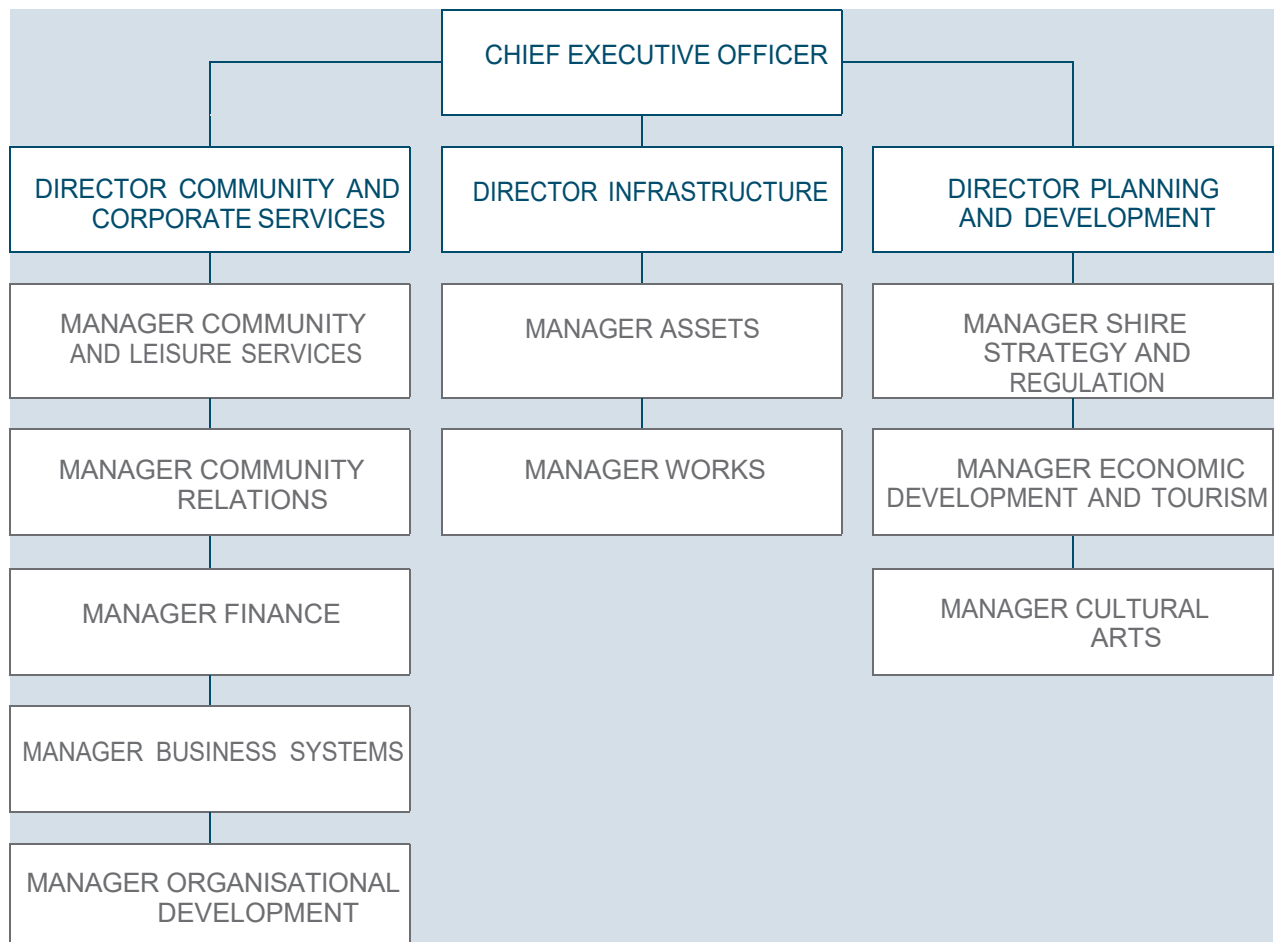 CHIEF EXECUTIVE OFFICER
DIRECTOR COMMUNITY AND
CORPORATE SERVICES
DIRECTOR INFRASTRUCTURE
DIRECTOR PLANNING
AND DEVELOPMENT
MANAGER COMMUNITY
AND LEISURE SERVICES
MANAGER ASSETS
MANAGER SHIRE
STRATEGY AND
REGULATION
MANAGER COMMUNITY
RELATIONS
MANAGER WORKS
MANAGER ECONOMIC
DEVELOPMENT AND TOURISM
MANAGER FINANCE
MANAGER CULTURAL
ARTS
MANAGER BUSINESS SYSTEMS
MANAGER ORGANISATIONAL
DEVELOPMENT